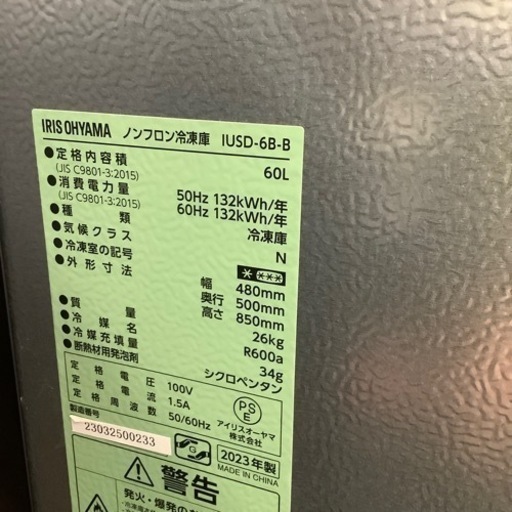 IRIS OHYAMA ノンフロン冷凍庫 IUSD-6B-B
●定格内容積 60L
(JIS C9801-3:2015)
●消費電力量 50Hz 132kWh/年
(JIS C9801-3:2015) 60Hz 132kWh/年
●種類 冷凍庫
●気候クラス N
●冷凍室の記号
●外形寸法 幅 480mm
奥行 500mm
高さ 850mm
●質量 26kg
●冷媒名 R600a
●冷媒充填量 34g
●断熱材用発泡剤 シクロペンタン
定格電圧 100V
定格電流 1.5A
定格周波数 50/60Hz
PSE
アイリスオーヤマ
株式会社
製造番号
23032500233
G
2023年製
MADE IN CHINA
警告
発火・爆発の